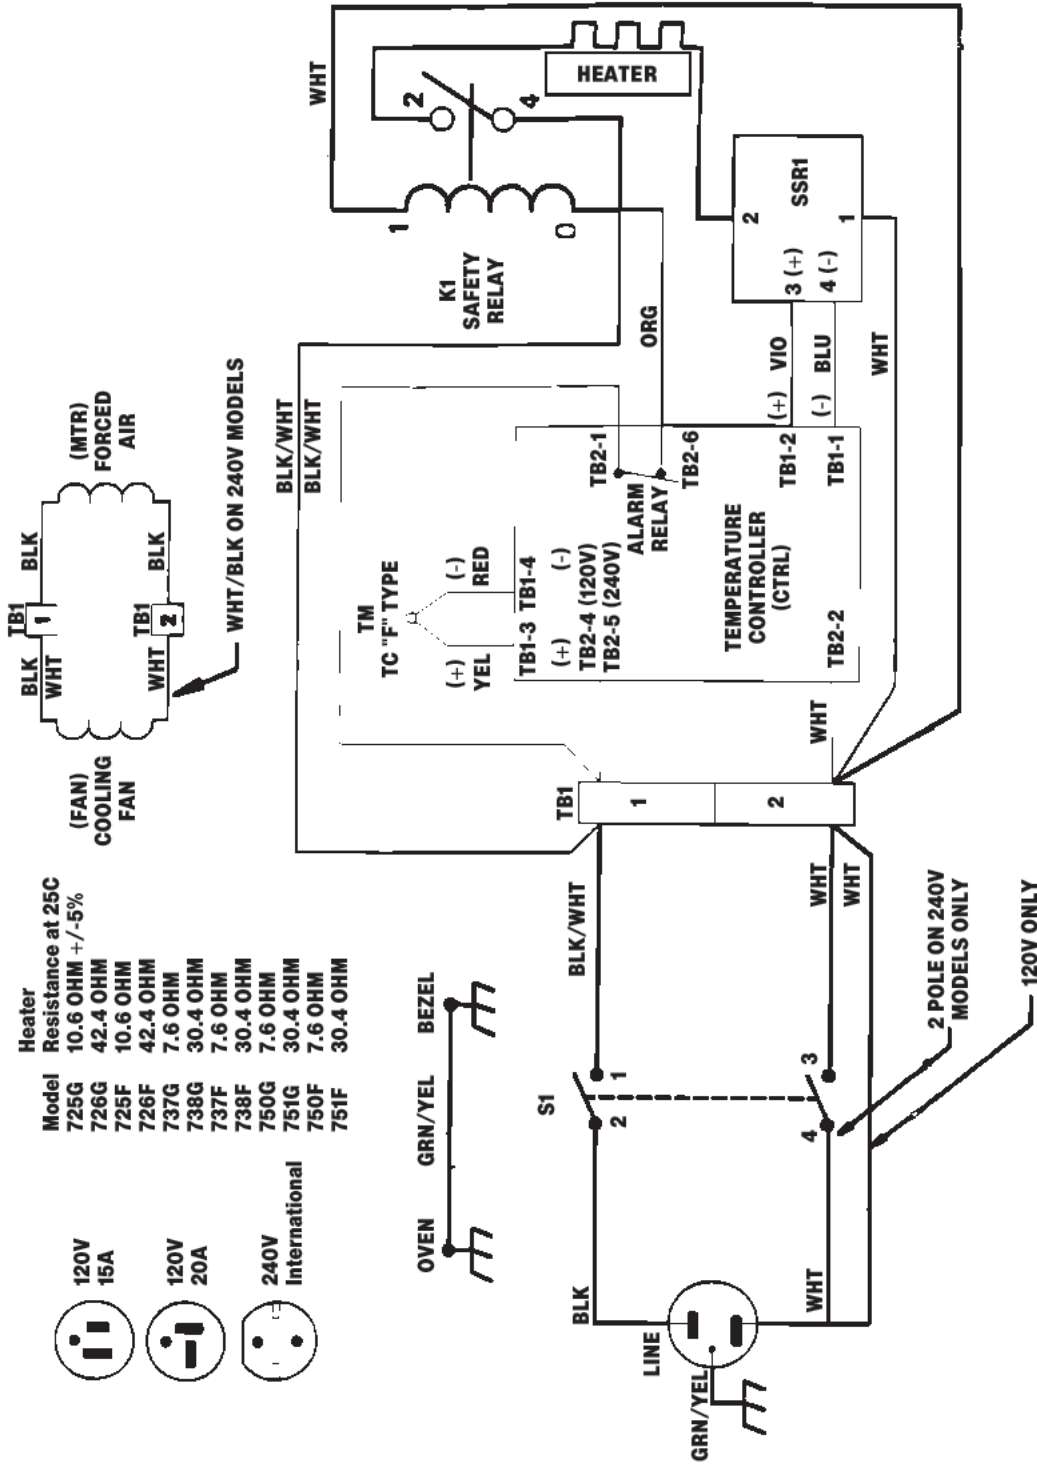 120V
15A
120V
20A
240V
International
Heater
Model Resistance at 25C
725G 10.6 OHM +/-5%
726G 42.4 OHM
725F 10.6 OHM
726F 42.4 OHM
737G 7.6 OHM
738G 30.4 OHM
737F 7.6 OHM
738F 30.4 OHM
750G 7.6 OHM
751G 30.4 OHM
750F 7.6 OHM
751F 30.4 OHM
(FAN)
COOLING
FAN
BLK
WHT
TB1
1
BLK
WHT
TB1
2
BLK
(MTR)
FORCED
AIR
WHT/BLK ON 240V MODELS
OVEN
GRN/YEL
BEZEL
LINE
GRN/YEL
BLK
WHT
S1
2
1
4
3
BLK/WHT
WHT
WHT
2 POLE ON 240V
MODELS ONLY
120V ONLY
TB1
1
2
WHT
BLK/WHT
BLK/WHT
TM
TC "F" TYPE
(+)
YEL
(-)
RED
TB1-3 TB1-4
(+) (-)
TB2-4 (120V)
TB2-5 (240V)
TB2-1
ALARM
RELAY
TB2-6
TEMPERATURE
CONTROLLER
(CTRL)
TB2-2
TB1-2
TB1-1
(+) VIO
(-) BLU
ORG
WHT
K1
SAFETY
RELAY
1
0
2
4
WHT
HEATER
SSR1
2
1
3 (+)
4 (-)